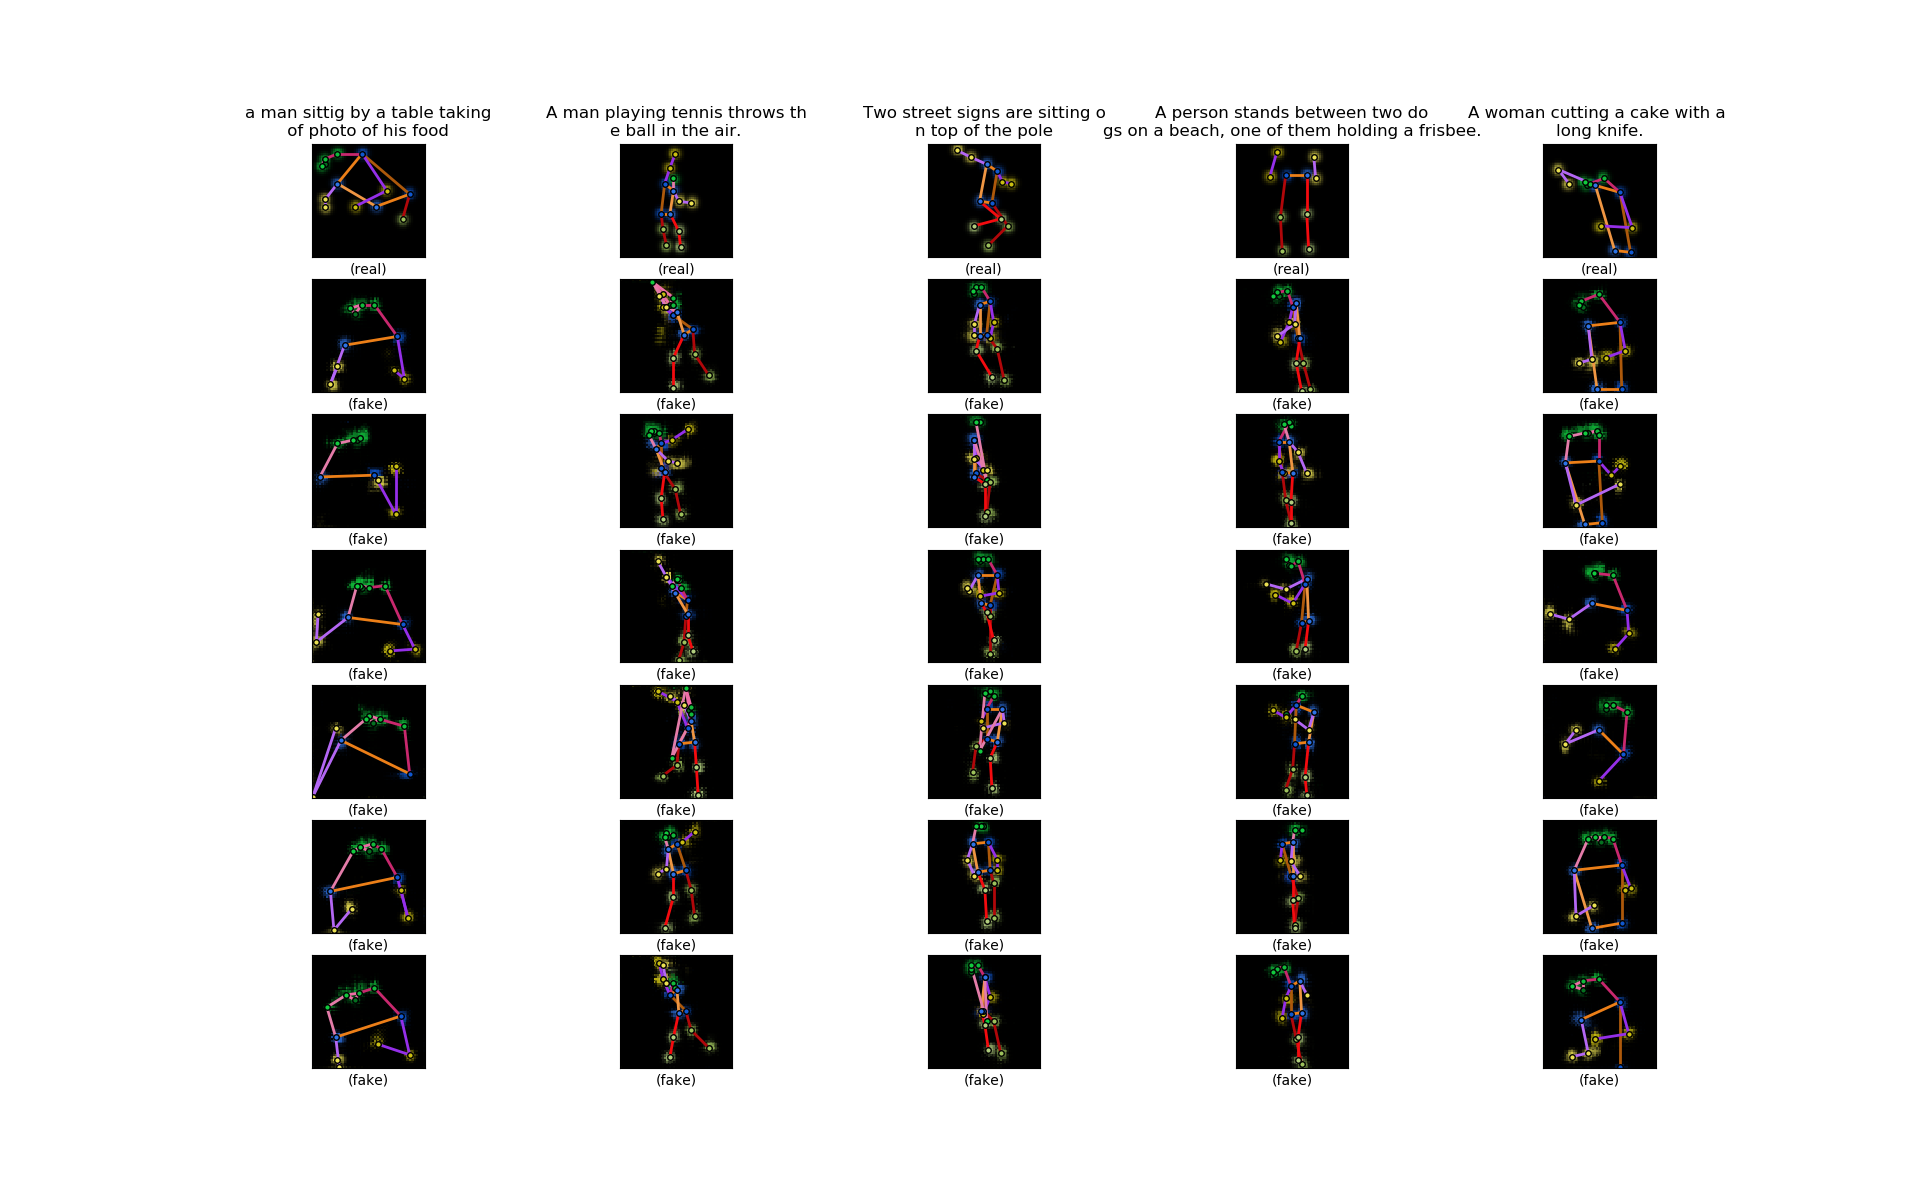 a man sittig by a table taking
of photo of his food
A man playing tennis throws th
e ball in the air.
Two street signs are sitting o
n top of the pole
A person stands between two do
gs on a beach, one of them holding a frisbee.
A woman cutting a cake with a
long knife.
(real) (real) (real) (real) (real)
(fake) (fake) (fake) (fake) (fake)
(fake) (fake) (fake) (fake) (fake)
(fake) (fake) (fake) (fake) (fake)
(fake) (fake) (fake) (fake) (fake)
(fake) (fake) (fake) (fake) (fake)
(fake) (fake) (fake) (fake) (fake)